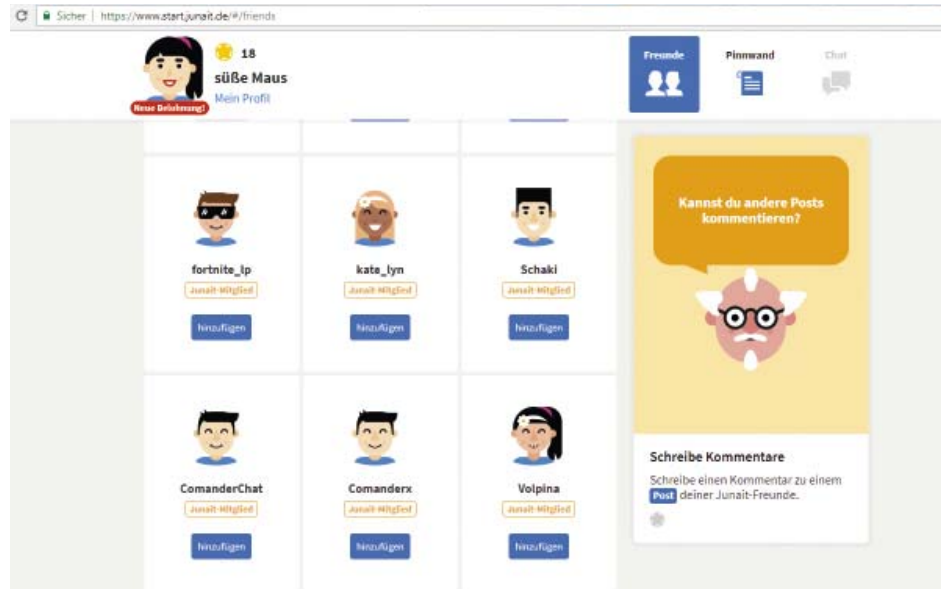 Sicher | https://www.start.junait.de/#/friends
18
süße Maus
Mein Profil
Neue Belohnung!
Freunde
Pinnwand
Chat
fortnite_lp
kate_lyn
Schaki
Junait-Mitglied
Junait-Mitglied
Junait-Mitglied
hinzufügen
hinzufügen
hinzufügen
ComanderChat
Comanderx
Volpina
Junait-Mitglied
Junait-Mitglied
Junait-Mitglied
hinzufügen
hinzufügen
hinzufügen
Kannst du andere Posts
kommentieren?
Schreibe Kommentare
Schreibe einen Kommentar zu einem
Post deiner Junait-Freunde.